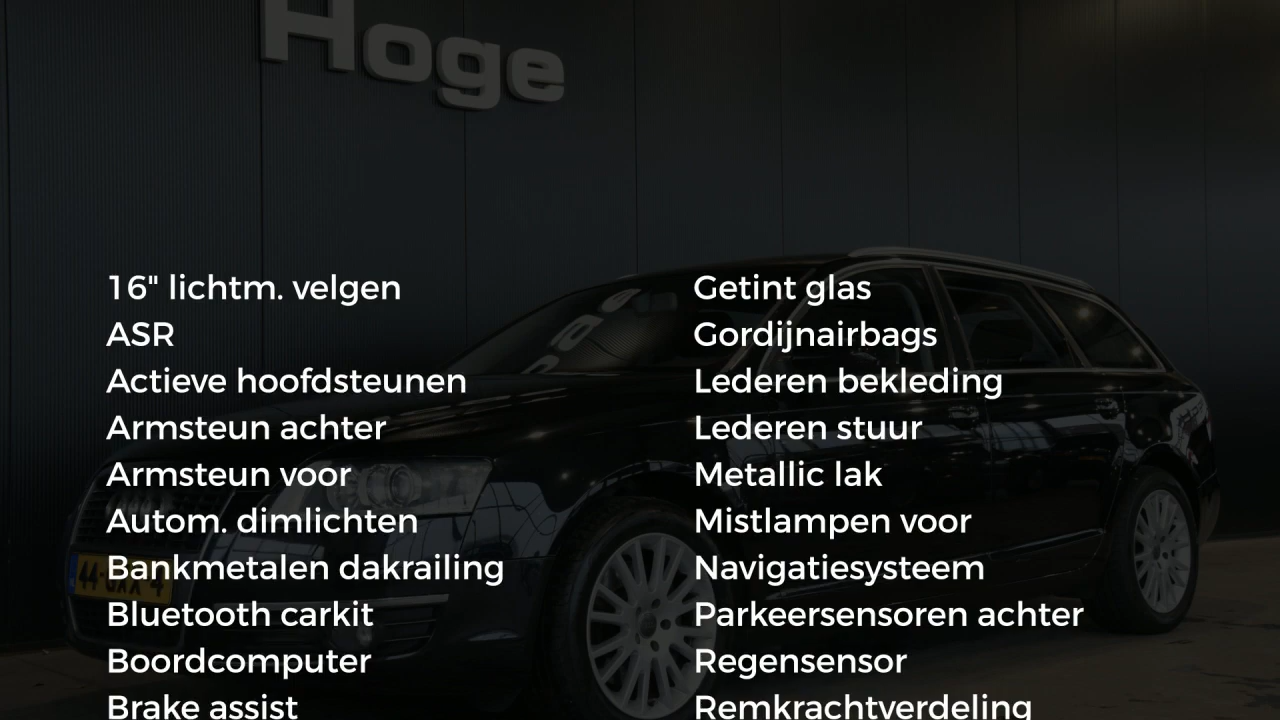 Hoge
16" lichtm. velgen
ASR
Actieve hoofdsteunen
Armsteun achter
Armsteun voor
Autom. dimlichten
Bankmetalen dakrailing
Bluetooth carkit
Boordcomputer
Brake assist
Getint glas
Gordijnairbags
Lederen bekleding
Lederen stuur
Metallic lak
Mistlampen voor
Navigatiesysteem
Parkeersensoren achter
Regensensor
Remkrachtverdeling